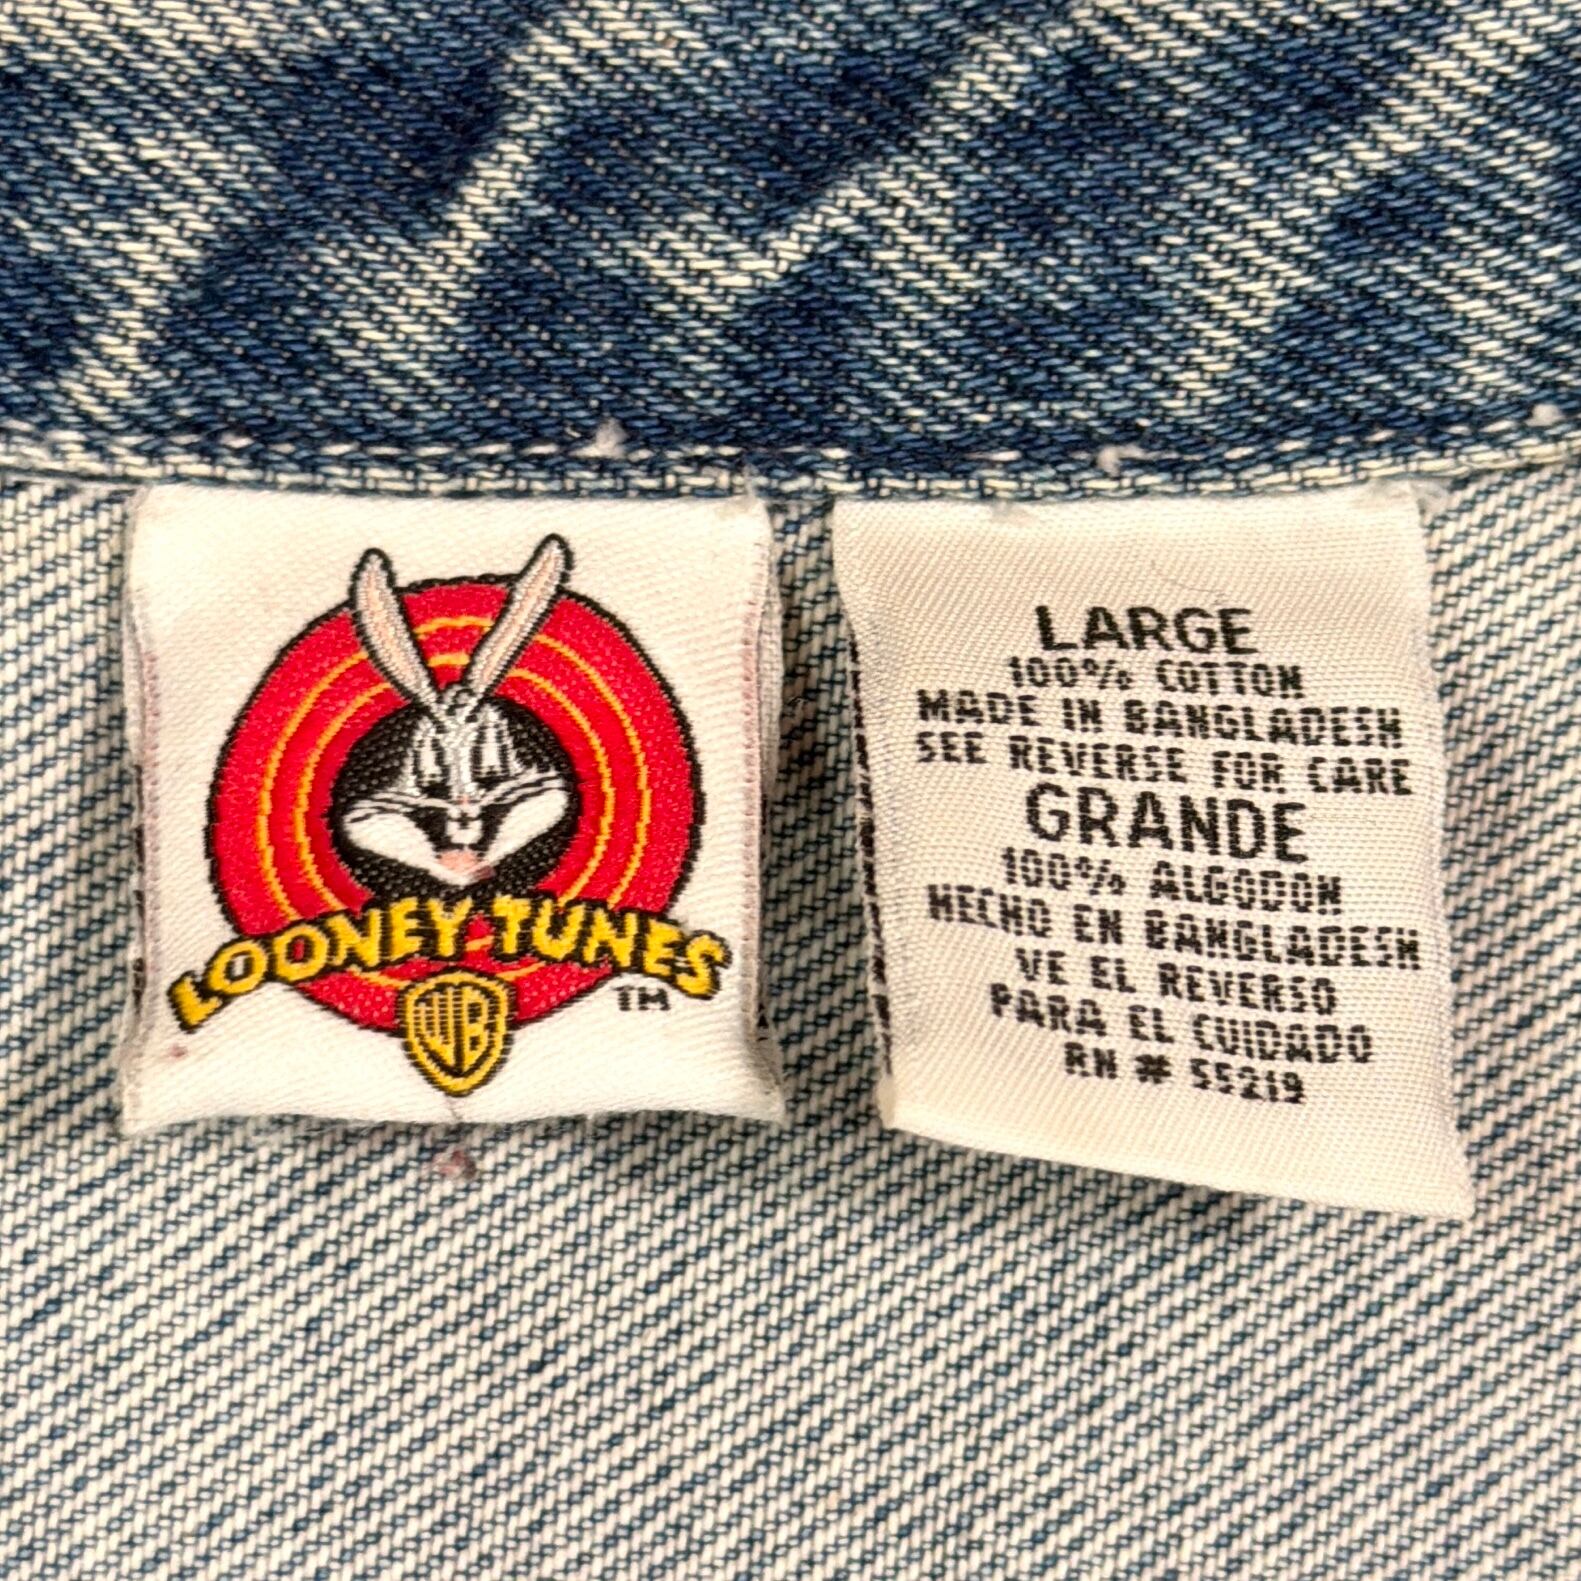 LOONEY TUNES
TM
WB
LARGE
100% COTTON
MADE IN BANGLADESH
SEE REVERSE FOR CARE
GRANDE
100% ALGODON
HECHO EN BANGLADESH
VE EL REVERSO
PARA EL CUIDADO
RN # 55219